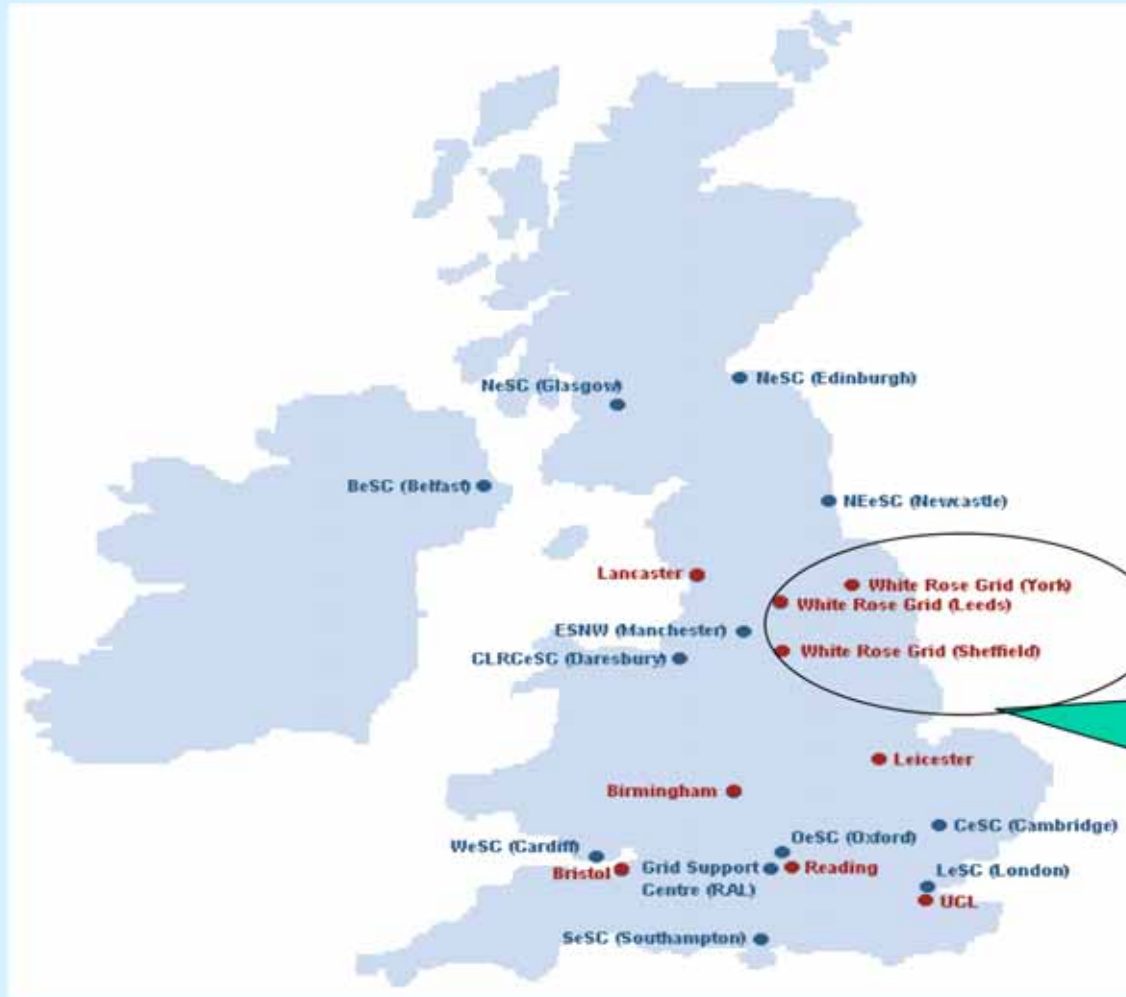 NeSC (Edinburgh)
NeSC (Glasgow)
BeSC (Belfast)
NEeSC (Newcastle)
Lancaster
White Rose Grid (York)
White Rose Grid (Leeds)
ESNW (Manchester)
White Rose Grid (Sheffield)
CLRCeSC (Daresbury)
Leicester
Birmingham
CeSC (Cambridge)
OeSC (Oxford)
WeSC (Cardiff)
Bristol
Grid Support
Centre (RAL)
Reading
LeSC (London)
UCL
SeSC (Southampton)